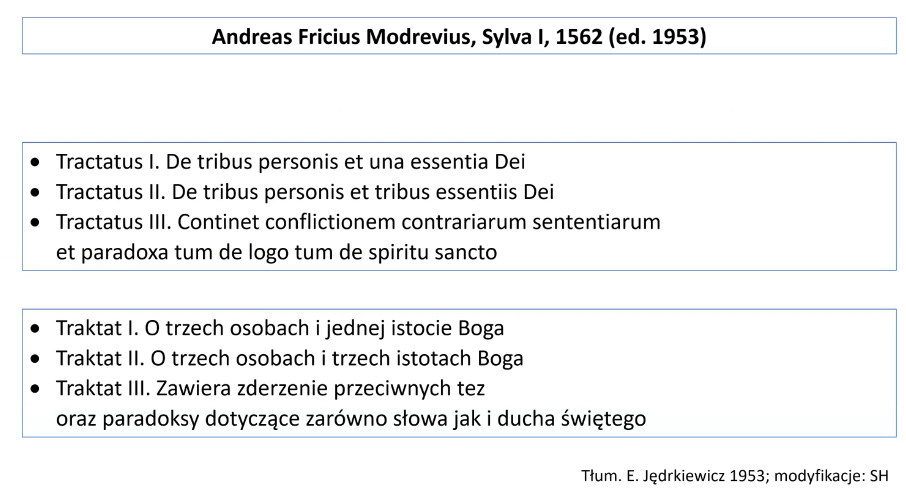 Andreas Fricius Modrevius, Sylva I, 1562 (ed. 1953)
• Tractatus I. De tribus personis et una essentia Dei
• Tractatus II. De tribus personis et tribus essentiis Dei
• Tractatus III. Continet conflictionem contrariarum sententiarum
et paradoxa tum de logo tum de spiritu sancto
• Traktat I. O trzech osobach i jednej istocie Boga
• Traktat II. O trzech osobach i trzech istotach Boga
• Traktat III. Zawiera zderzenie przeciwnych tez
oraz paradoksy dotyczące zarówno słowa jak i ducha świętego
Tłum. E. Jędrkiewicz 1953; modyfikacje: SH